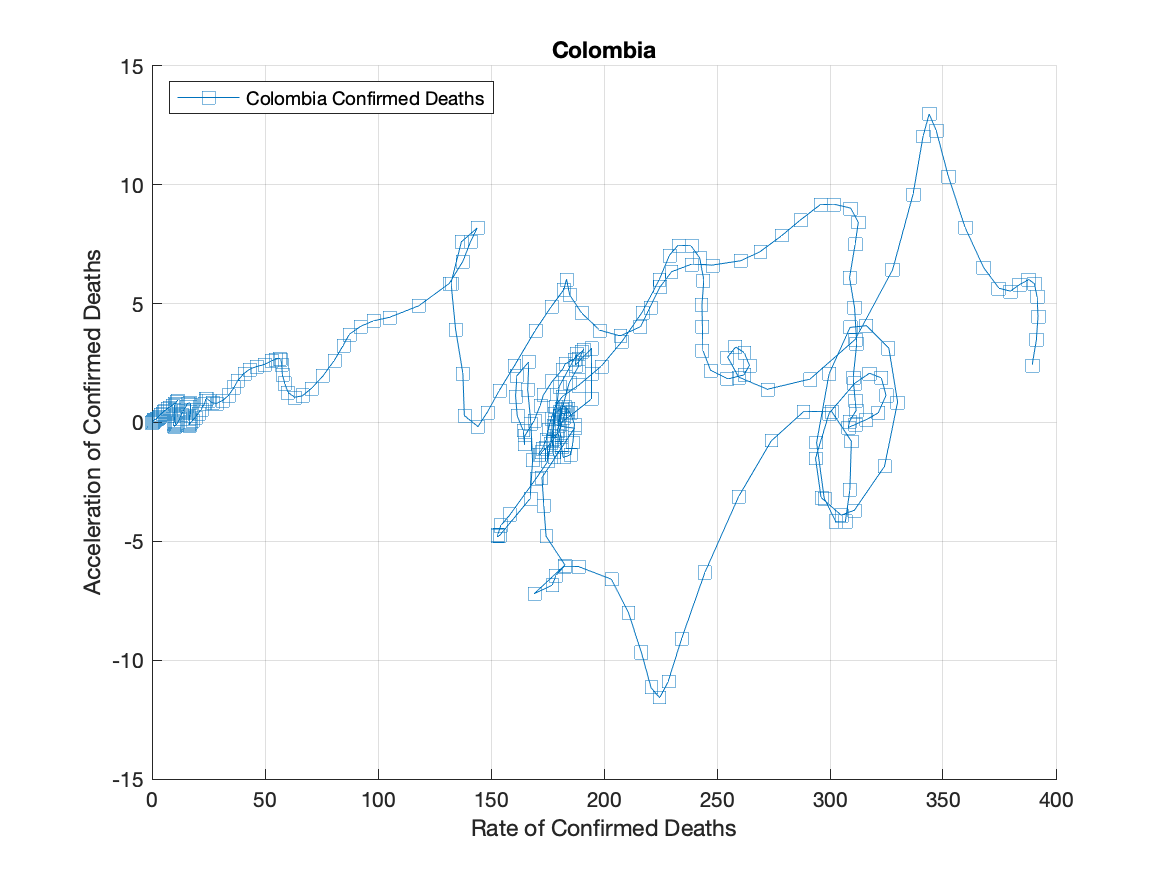 Colombia
Colombia Confirmed Deaths
15
10
5
0
-5
-10
-15
Acceleration of Confirmed Deaths
0 50 100 150 200 250 300 350 400
Rate of Confirmed Deaths